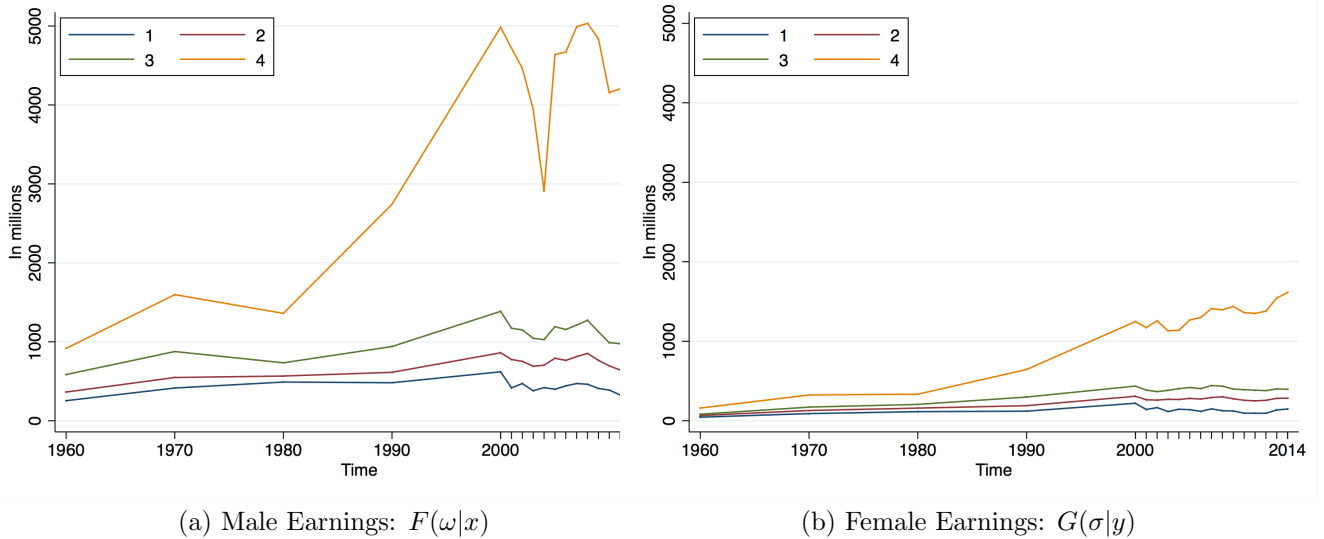 1 2
3 4
In millions
5000
4000
3000
2000
1000
0
1960 1970 1980 1990 2000
Time
(a) Male Earnings: F(ω|x)
1 2
3 4
In millions
5000
4000
3000
2000
1000
0
1960 1970 1980 1990 2000 2014
Time
(b) Female Earnings: G(σ|y)